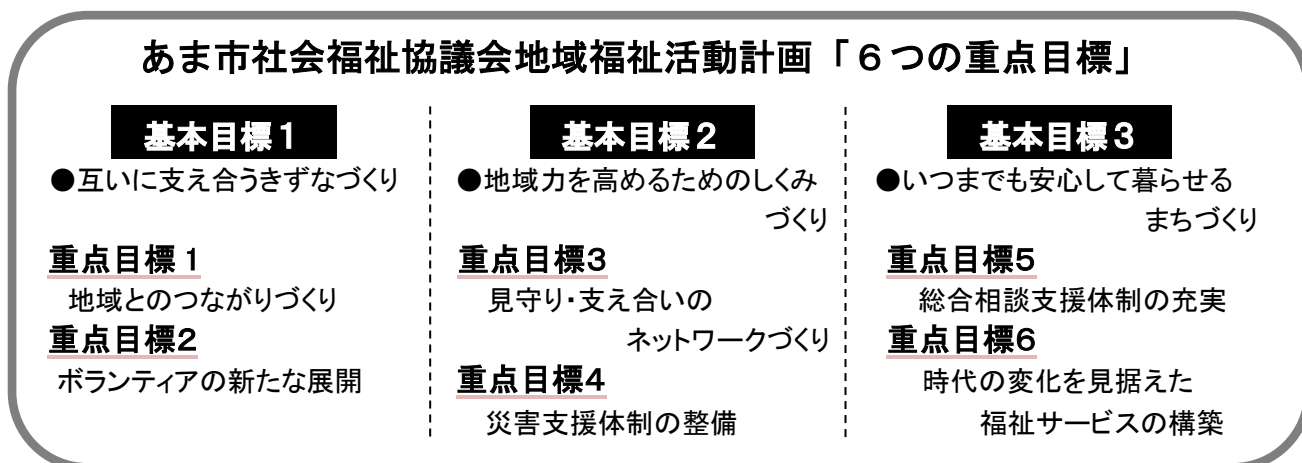 あま市社会福祉協議会地域福祉活動計画「６つの重点目標」
基本目標１
●互いに支え合うきずなづくり
重点目標１
地域とのつながりづくり
重点目標２
ボランティアの新たな展開
基本目標２
●地域力を高めるためのしくみ
づくり
重点目標３
見守り・支え合いの
ネットワークづくり
重点目標４
災害支援体制の整備
基本目標３
●いつまでも安心して暮らせる
まちづくり
重点目標５
総合相談支援体制の充実
重点目標６
時代の変化を見据えた
福祉サービスの構築